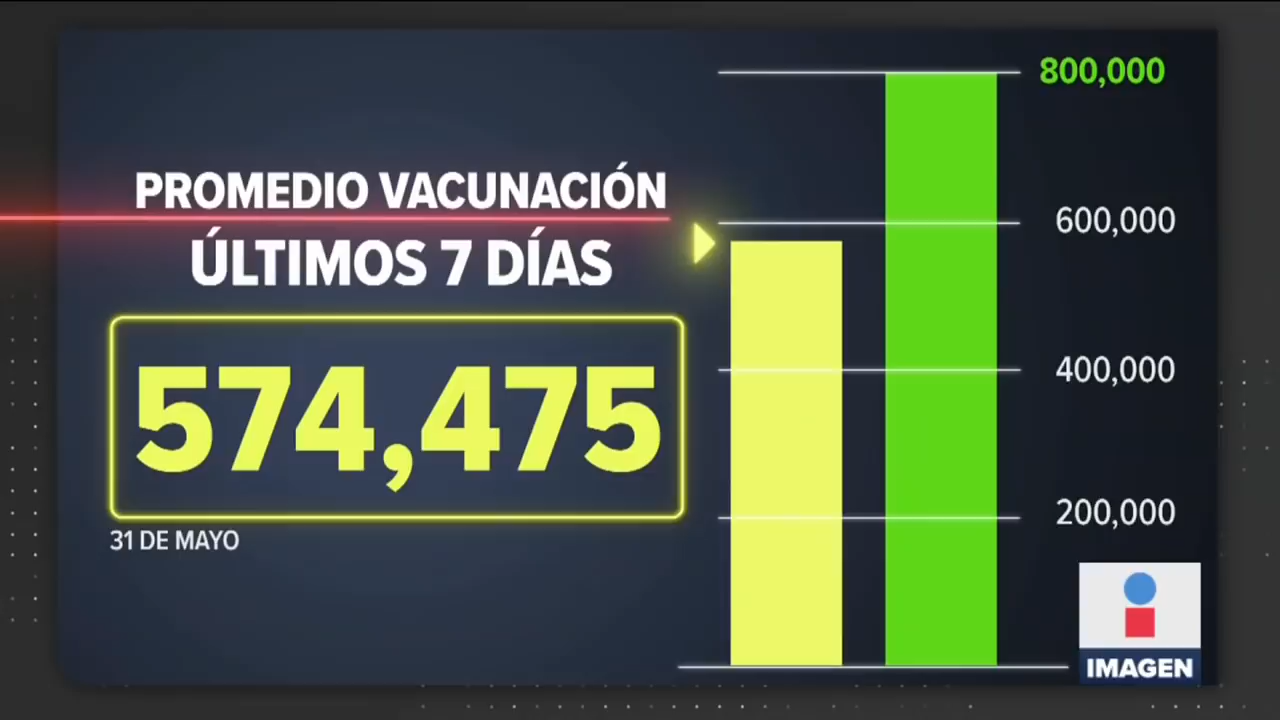 PROMEDIO VACUNACIÓN
ÚLTIMOS 7 DÍAS
574,475
31 DE MAYO
800,000
600,000
400,000
200,000
IMAGEN